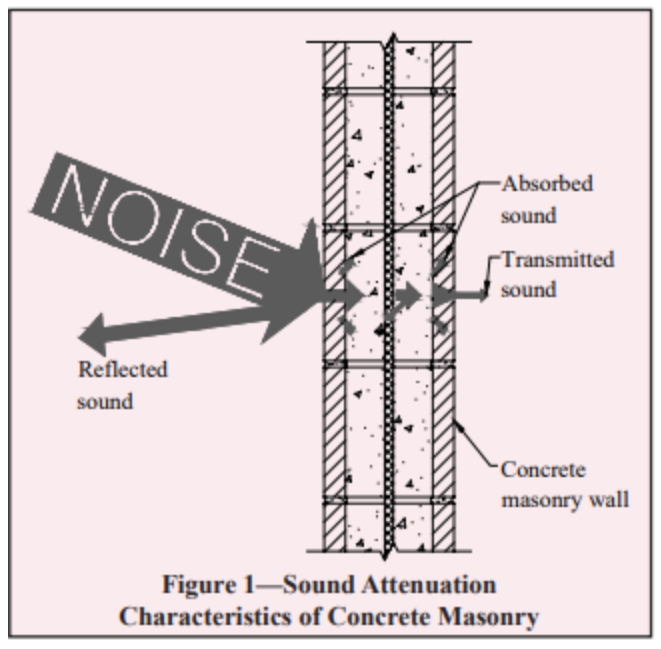 NOISE
Absorbed
sound
Transmitted
sound
Reflected
sound
Concrete
masonry wall
Figure 1—Sound Attenuation
Characteristics of Concrete Masonry